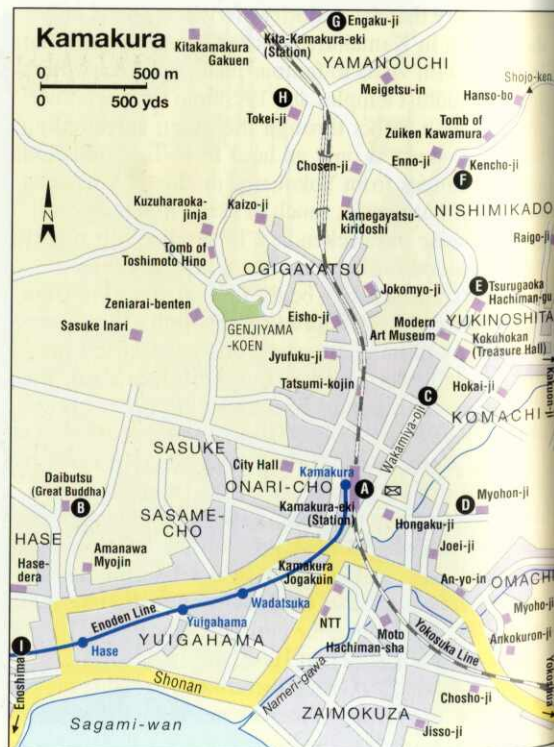 Kamakura
0 500 m
0 500 yds
N
G
Engaku-ji
Kitakamakura
Gakuen
Kita-Kamakura-eki
(Station)
YAMANOUCHI
Meigetsu-in
Shojo-ken
Hanso-bo
H
Tokei-ji
Tomb of
Zuiken Kawamura
Enno-ji
Kencho-ji
F
Chosen-ji
Kuzuharaoka-
jinja
Kaizo-ji
Kamegayatsu-
kiridoshi
NISHIMIKADO
Raigo-ji
Tomb of
Toshimoto Hino
OGIGAYATSU
E
Tsurugaoka
Hachiman-gu
Jokomyo-ji
YUKINOSHITA
Zeniarai-benten
Sasuke Inari
GENJIYAMA
-KOEN
Eisho-ji
Modern
Art Museum
Kokuhokan
(Treasure Hall)
Jyufuku-ji
Tatsumi-kojin
C
Wakamiya-oji
Hokai-ji
Kakuon-ji
KOMACHI
SASUKE
City Hall
Kamakura
Daibutsu
(Great Buddha)
B
ONARI-CHO
A
Kamakura-eki
(Station)
D
Myohon-ji
SASAME-
CHO
Hongaku-ji
HASE
Amanawa
Myojin
Joei-ji
Hase-
dera
Kamakura
Jogakuin
An-yo-in
OMACHI
Wadatsuka
Enoden Line
Yuigahama
NTT
Moto
Hachiman-sha
Myoho-ji
I
YUIGAHAMA
Hase
Yokosuka Line
Ankokuron-ji
Enoshima
Shonan
Nameri-gawa
Yokosuka
Chosho-ji
ZAIMOKUZA
Sagami-wan
Jisso-ji